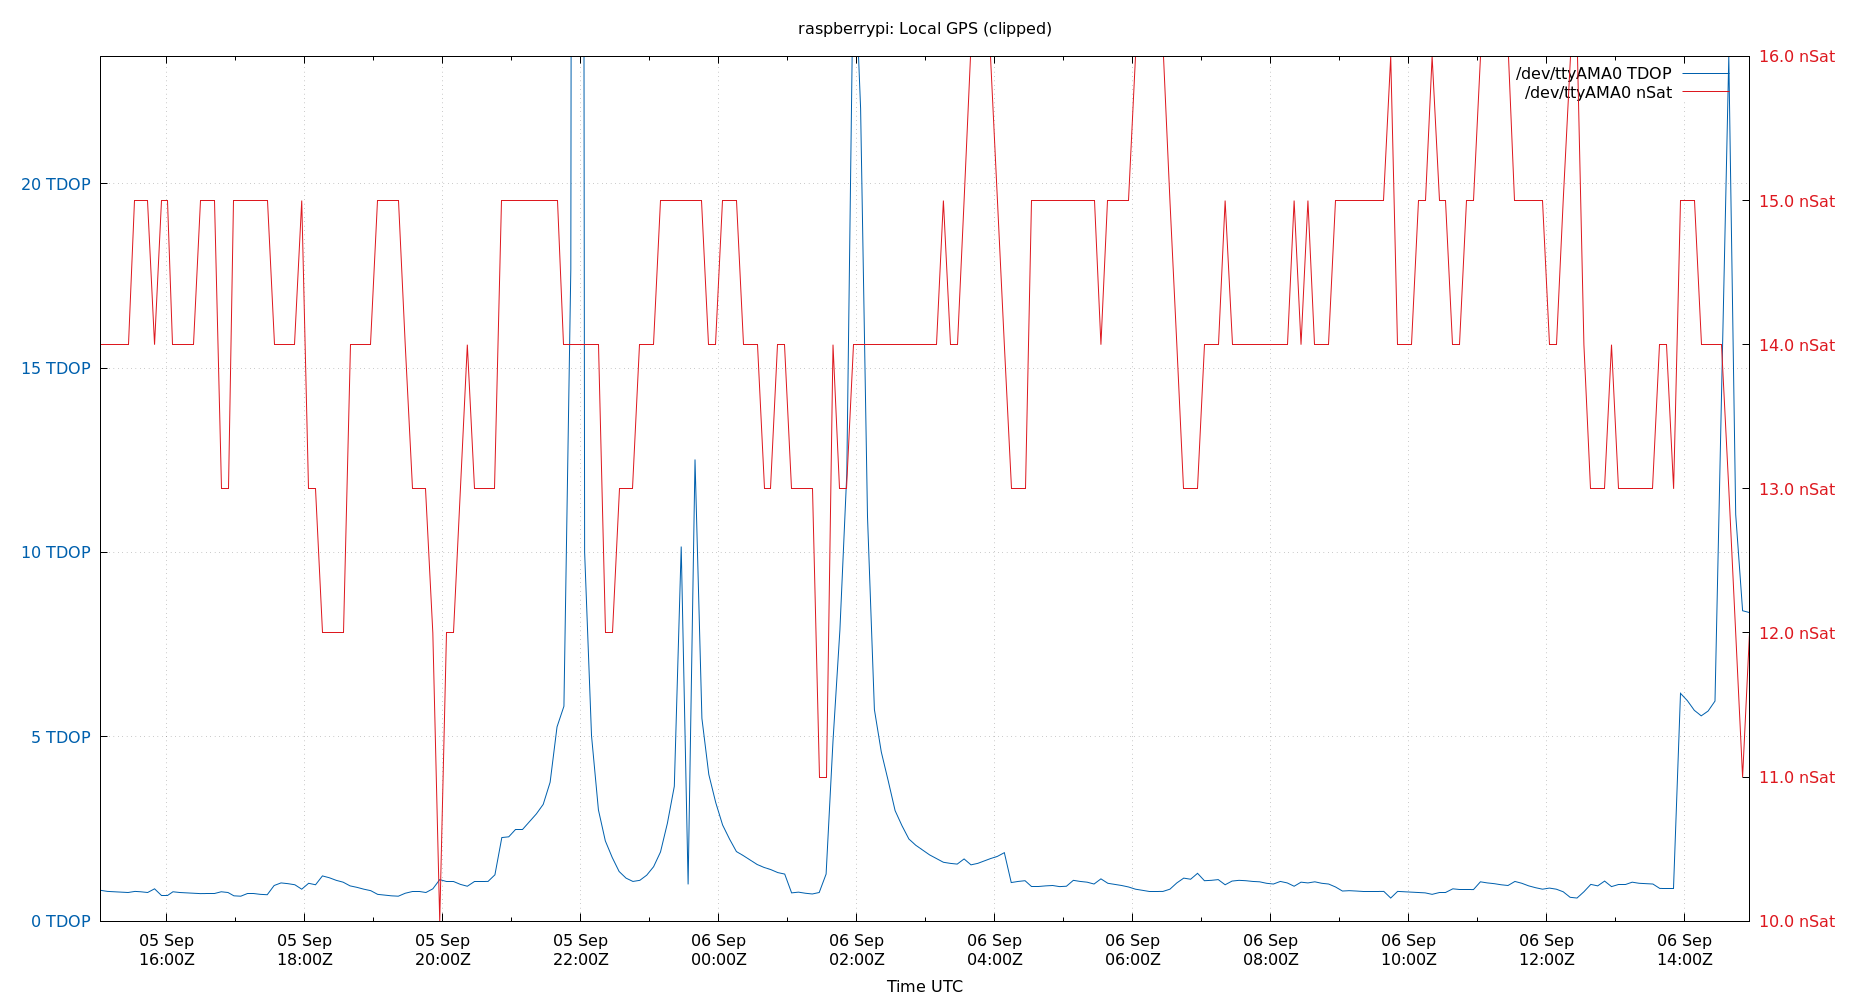 raspberrypi: Local GPS (clipped)
16.0 nSat
/dev/ttyAMA0 TDOP
/dev/ttyAMA0 nSat
20 TDOP
15.0 nSat
14.0 nSat
15 TDOP
13.0 nSat
10 TDOP
12.0 nSat
5 TDOP
11.0 nSat
0 TDOP
10.0 nSat
05 Sep 05 Sep 05 Sep 05 Sep 06 Sep 06 Sep 06 Sep 06 Sep 06 Sep 06 Sep 06 Sep 06 Sep
16:00Z 18:00Z 20:00Z 22:00Z 00:00Z 02:00Z 04:00Z 06:00Z 08:00Z 10:00Z 12:00Z 14:00Z
Time UTC